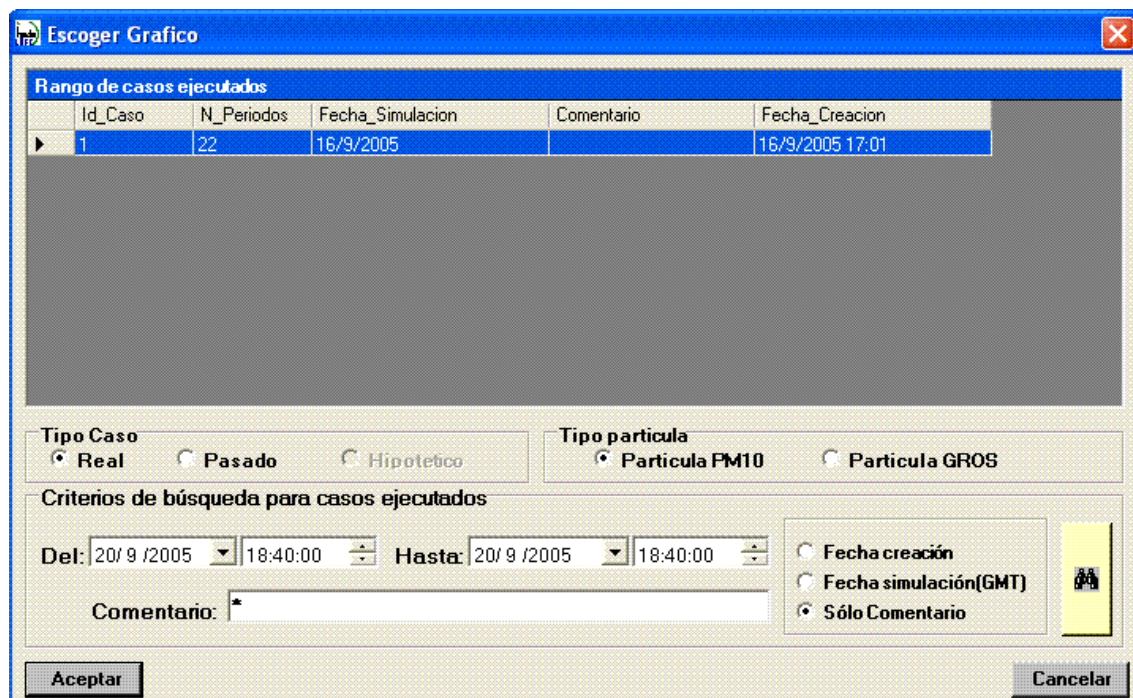 Escoger Grafico
Rango de casos ejecutados
Id_Caso N_Periodos Fecha_Simulacion Comentario Fecha_Creacion
1 22 16/9/2005 16/9/2005 17:01
Tipo Caso Tipo particula
Real Pasado Hipotetico Particula PM10 Particula GROS
Criterios de búsqueda para casos ejecutados
Del: 20/ 9 /2005 18:40:00 Hasta: 20/ 9 /2005 18:40:00
Fecha creación
Fecha simulación(GMT)
Comentario: * Sólo Comentario
Aceptar Cancelar